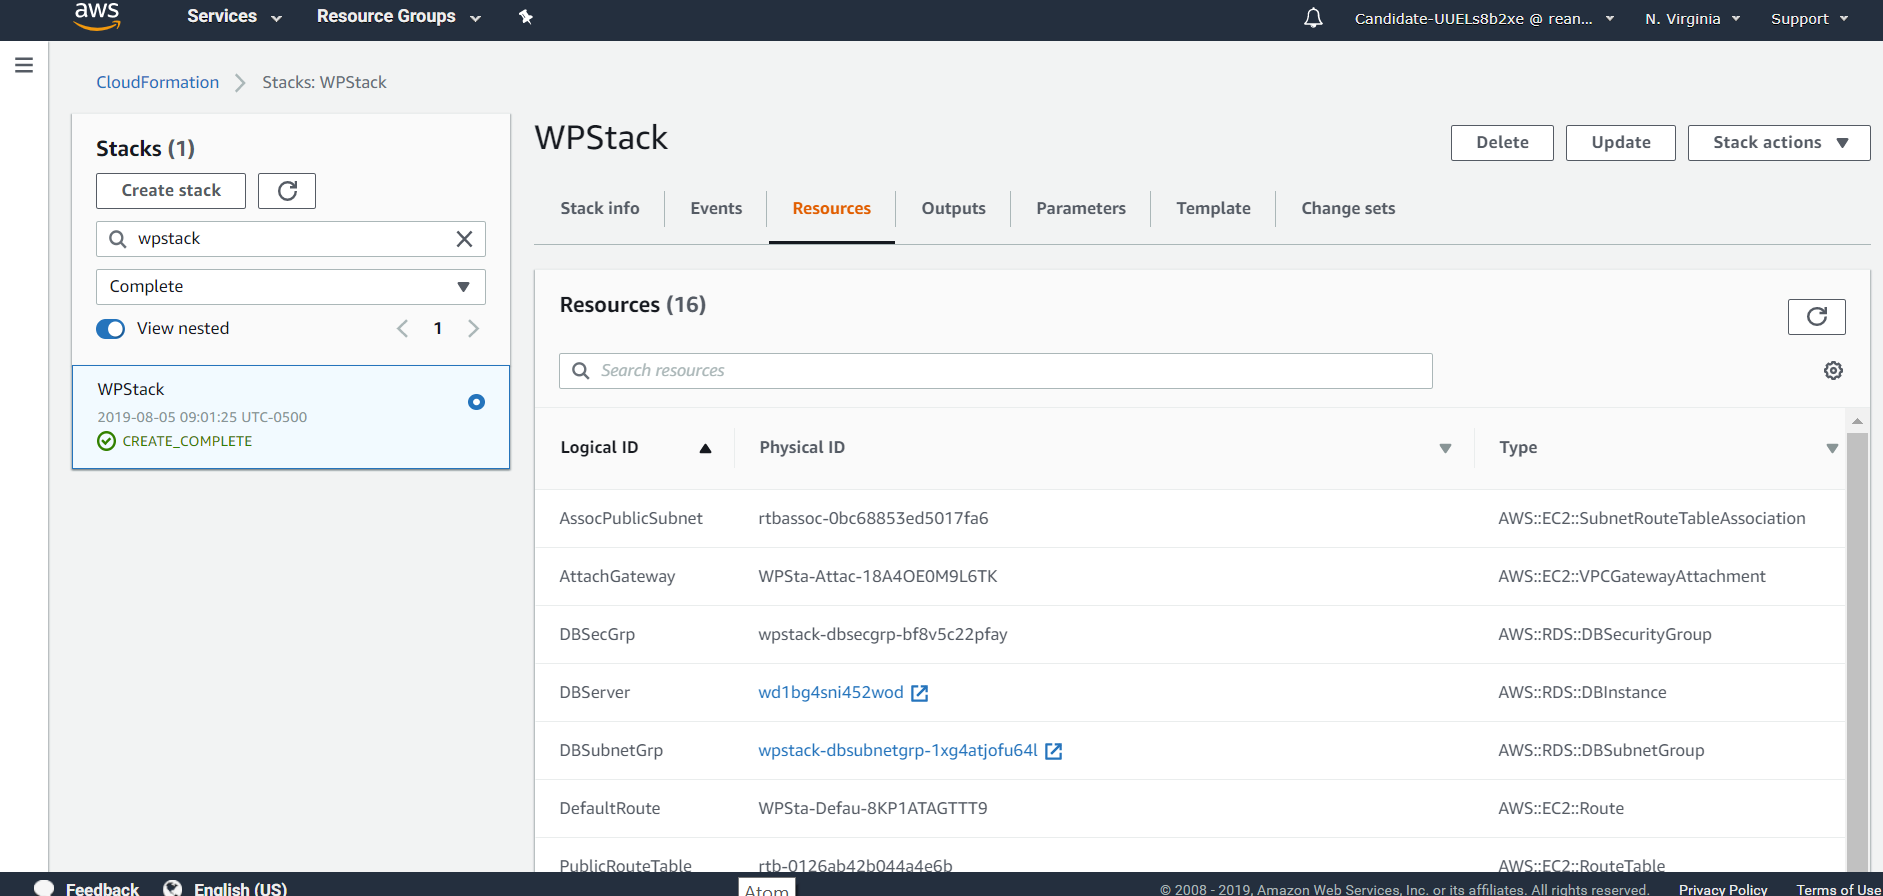 aws Services Resource Groups Candidate-UUELs8b2xe @ rean... N. Virginia Support
CloudFormation Stacks: WPStack
Stacks (1)
Create stack
wpstack
Complete
View nested 1
WPStack
2019-08-05 09:01:25 UTC-0500
CREATE_COMPLETE
WPStack
Delete Update Stack actions
Stack info Events Resources Outputs Parameters Template Change sets
Resources (16)
Search resources
Logical ID Physical ID Type
AssocPublicSubnet rtbassoc-0bc68853ed5017fa6 AWS::EC2::SubnetRouteTableAssociation
AttachGateway WPSta-Attac-18A4OE0M9L6TK AWS::EC2::VPCGatewayAttachment
DBSecGrp wpstack-dbsecgrp-bf8v5c22pfay AWS::RDS::DBSecurityGroup
DBServer wd1bg4sni452wod AWS::RDS::DBInstance
DBSubnetGrp wpstack-dbsubnetgrp-1xg4atjofu64l AWS::RDS::DBSubnetGroup
DefaultRoute WPSta-Defau-8KP1ATAGTTT9 AWS::EC2::Route
PublicRouteTable rtb-0126ab42b044a4e6b AWS::EC2::RouteTable
Feedback English (US) Atom © 2008 - 2019, Amazon Web Services, Inc. or its affiliates. All rights reserved. Privacy Policy Terms of Use